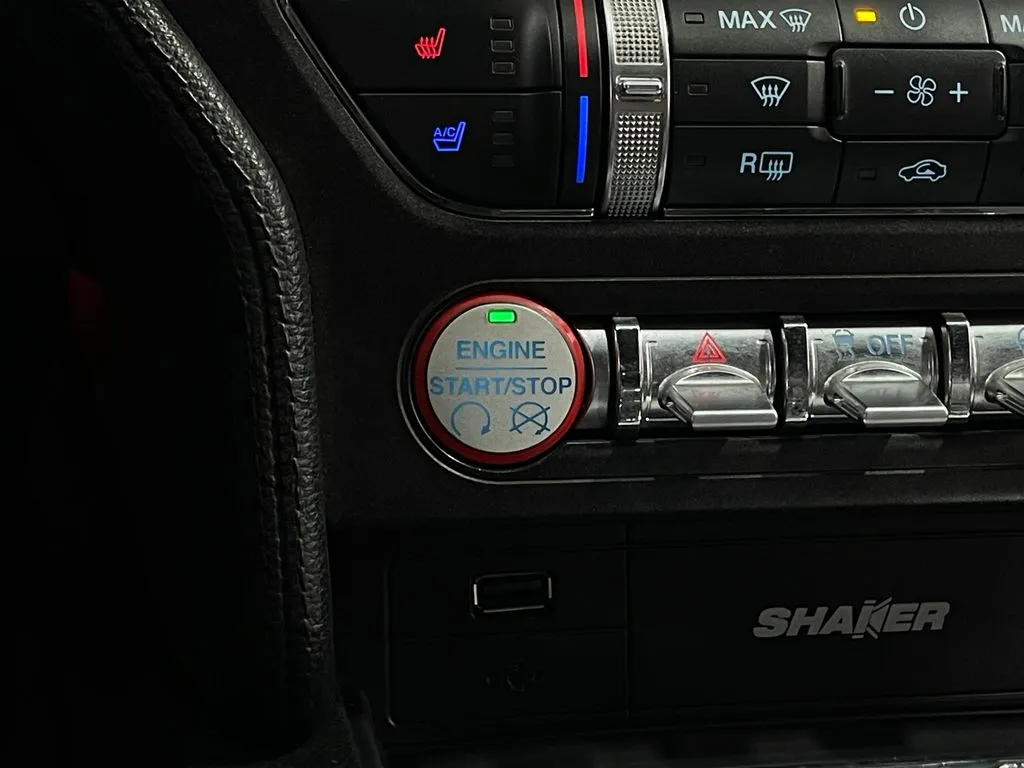 MAX
A/C
- +
R
ENGINE
START/STOP
OFF
SHAKER